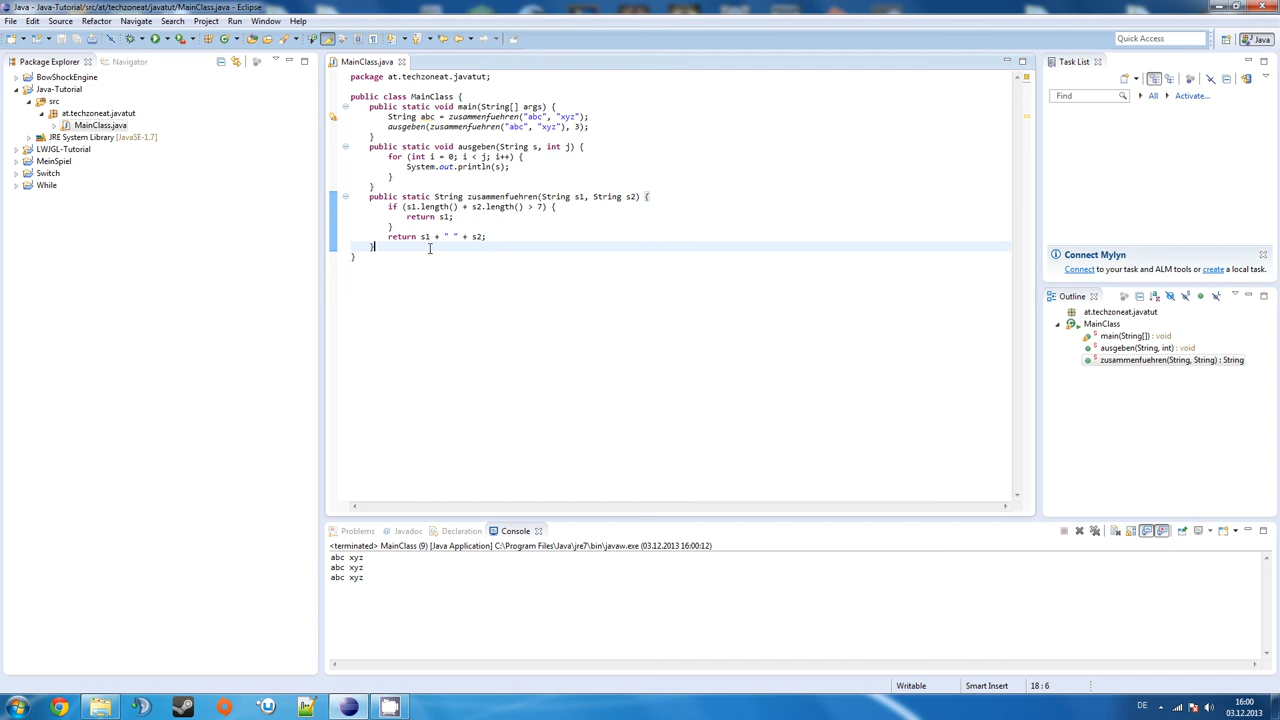 Java - Java-Tutorial/src/at/techzoneat/javatut/MainClass.java - Eclipse
File Edit Source Refactor Navigate Search Project Run Window Help
Quick Access
Java
Package Explorer
Navigator
BowShockEngine
Java-Tutorial
src
at.techzoneat.javatut
MainClass.java
JRE System Library [JavaSE-1.7]
LWJGL-Tutorial
MeinSpiel
Switch
While
MainClass.java
package at.techzoneat.javatut;
public class MainClass {
public static void main(String[] args) {
String abc = zusammenfuehren("abc", "xyz");
ausgeben(zusammenfuehren("abc", "xyz"), 3);
}
public static void ausgeben(String s, int j) {
for (int i = 0; i < j; i++) {
System.out.println(s);
}
}
public static String zusammenfuehren(String s1, String s2) {
if (s1.length() + s2.length() > 7) {
return s1;
}
return s1 + " " + s2;
}
}
Task List
Find
All
Activate...
Connect Mylyn
Connect to your task and ALM tools or create a local task.
Outline
at.techzoneat.javatut
MainClass
main(String[]) : void
ausgeben(String, int) : void
zusammenfuehren(String, String) : String
Problems Javadoc Declaration Console
<terminated> MainClass (9) [Java Application] C:\Program Files\Java\jre7\bin\javaw.exe (03.12.2013 16:00:12)
abc xyz
abc xyz
abc xyz
Writable
Smart Insert
18 : 6
DE
16:00
03.12.2013